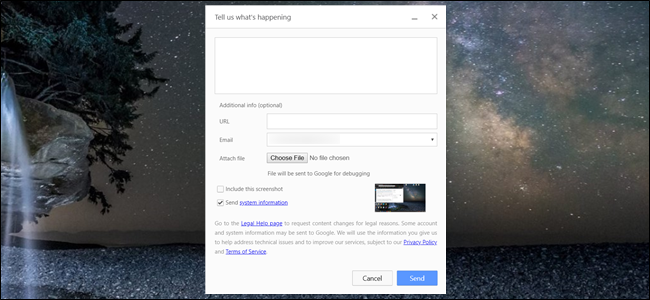 Tell us what's happening
Additional info (optional)
URL
Email
Attach file
Choose File No file chosen
File will be sent to Google for debugging
Include this screenshot
Send system information
Go to the Legal Help page to request content changes for legal reasons. Some account
and system information may be sent to Google. We will use the information you give us
to help address technical issues and to improve our services, subject to our Privacy Policy
and Terms of Service.
Cancel Send